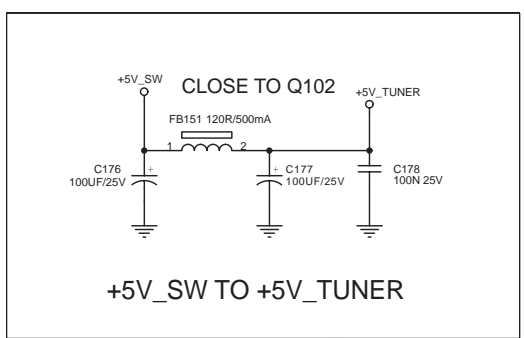 +5V_SW
CLOSE TO Q102
+5V_TUNER
FB151 120R/500mA
1
2
C176
100UF/25V
+
C177
100UF/25V
+
C178
100N 25V
+5V_SW TO +5V_TUNER